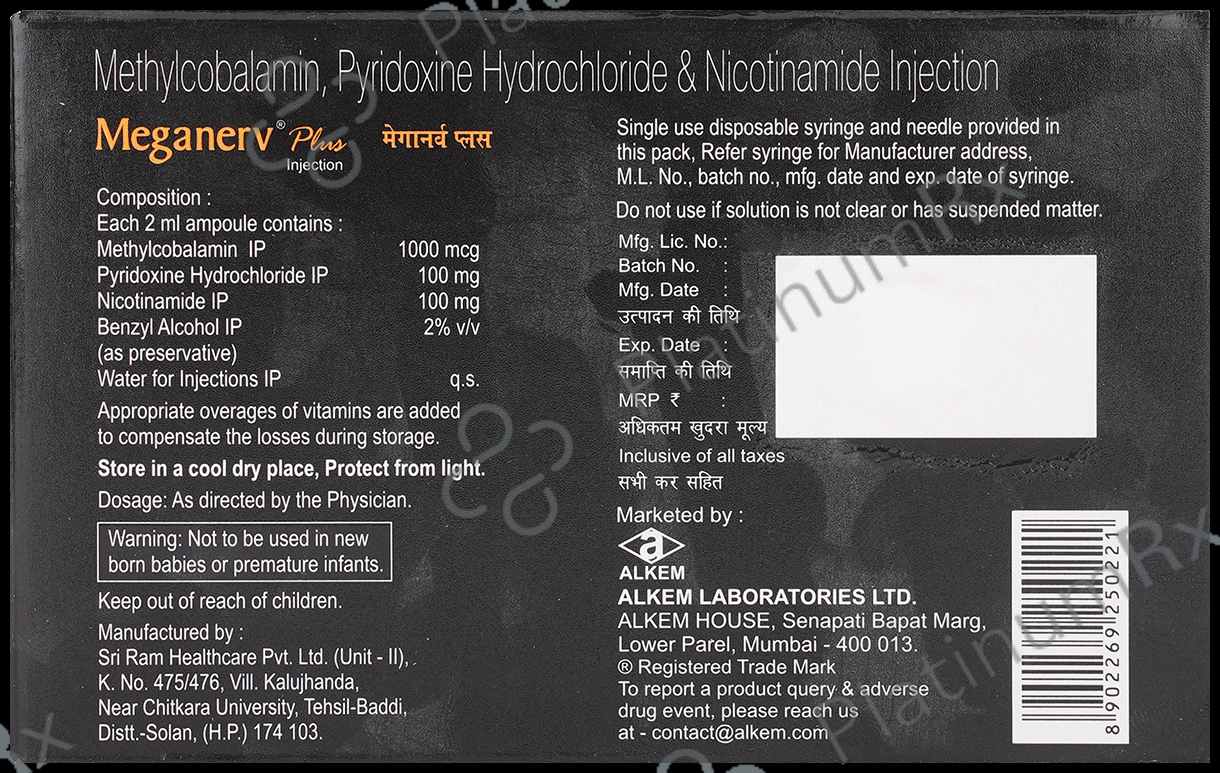 Methylcobalamin, Pyridoxine Hydrochloride & Nicotinamide Injection
Meganerv® Plus मेगानर्व प्लस
Injection
Composition :
Each 2 ml ampoule contains :
Methylcobalamin IP 1000 mcg
Pyridoxine Hydrochloride IP 100 mg
Nicotinamide IP 100 mg
Benzyl Alcohol IP 2% v/v
(as preservative)
Water for Injections IP q.s.
Appropriate overages of vitamins are added
to compensate the losses during storage.
Store in a cool dry place, Protect from light.
Dosage: As directed by the Physician.
Warning: Not to be used in new
born babies or premature infants.
Keep out of reach of children.
Manufactured by :
Sri Ram Healthcare Pvt. Ltd. (Unit - II),
K. No. 475/476, Vill. Kalujhanda,
Near Chitkara University, Tehsil-Baddi,
Distt.-Solan, (H.P.) 174 103.
Single use disposable syringe and needle provided in
this pack, Refer syringe for Manufacturer address,
M.L. No., batch no., mfg. date and exp. date of syringe.
Do not use if solution is not clear or has suspended matter.
Mfg. Lic. No.:
Batch No. :
Mfg. Date :
उत्पादन की तिथि
Exp. Date :
समाप्ति की तिथि
MRP ₹ :
अधिकतम खुदरा मूल्य
Inclusive of all taxes
सभी कर सहित
Marketed by :
a
ALKEM
ALKEM LABORATORIES LTD.
ALKEM HOUSE, Senapati Bapat Marg,
Lower Parel, Mumbai - 400 013.
® Registered Trade Mark
To report a product query & adverse
drug event, please reach us
at - contact@alkem.com
8 902269 250221
PlatinumRx
PlatinumRx